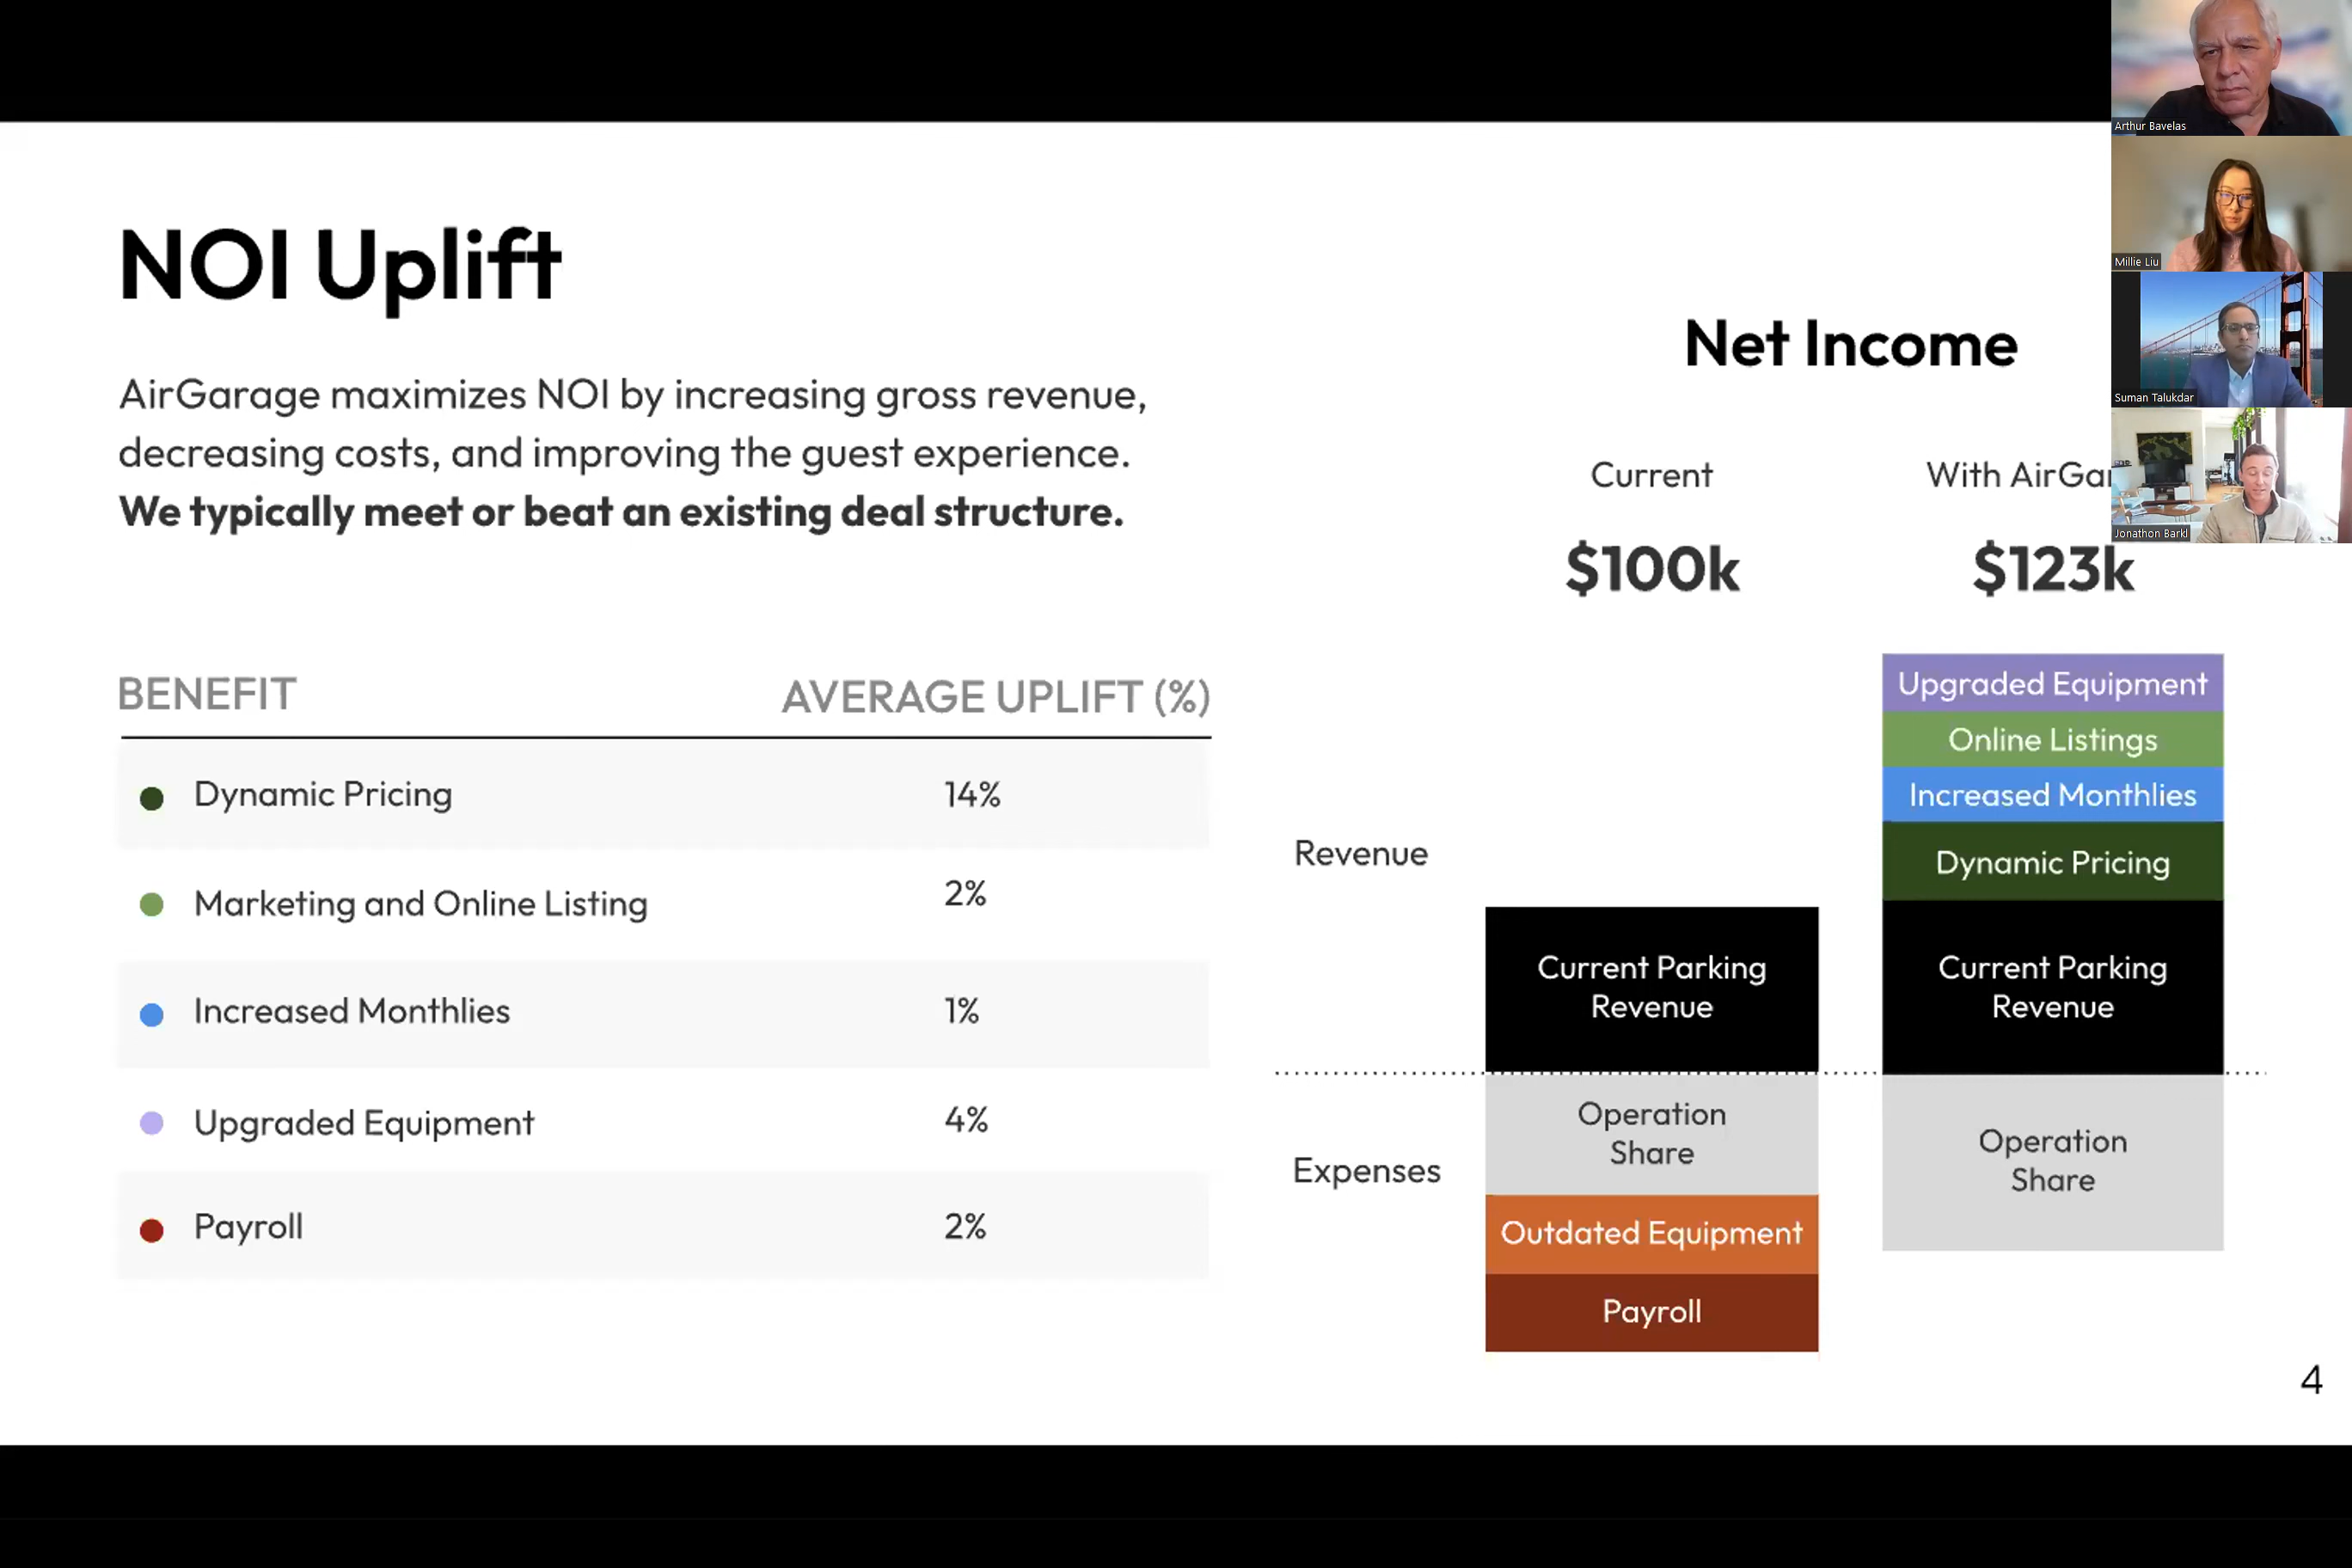 NOI Uplift
AirGarage maximizes NOI by increasing gross revenue,
decreasing costs, and improving the guest experience.
We typically meet or beat an existing deal structure.
BENEFIT AVERAGE UPLIFT (%)
Dynamic Pricing 14%
Marketing and Online Listing 2%
Increased Monthlies 1%
Upgraded Equipment 4%
Payroll 2%
Net Income
Current With AirGar
$100k $123k
Revenue
Expenses
Current Parking
Revenue
Operation
Share
Outdated Equipment
Payroll
Upgraded Equipment
Online Listings
Increased Monthlies
Dynamic Pricing
Current Parking
Revenue
Operation
Share
4
Arthur Bavelas
Millie Liu
Suman Talukdar
Jonathon Barkl